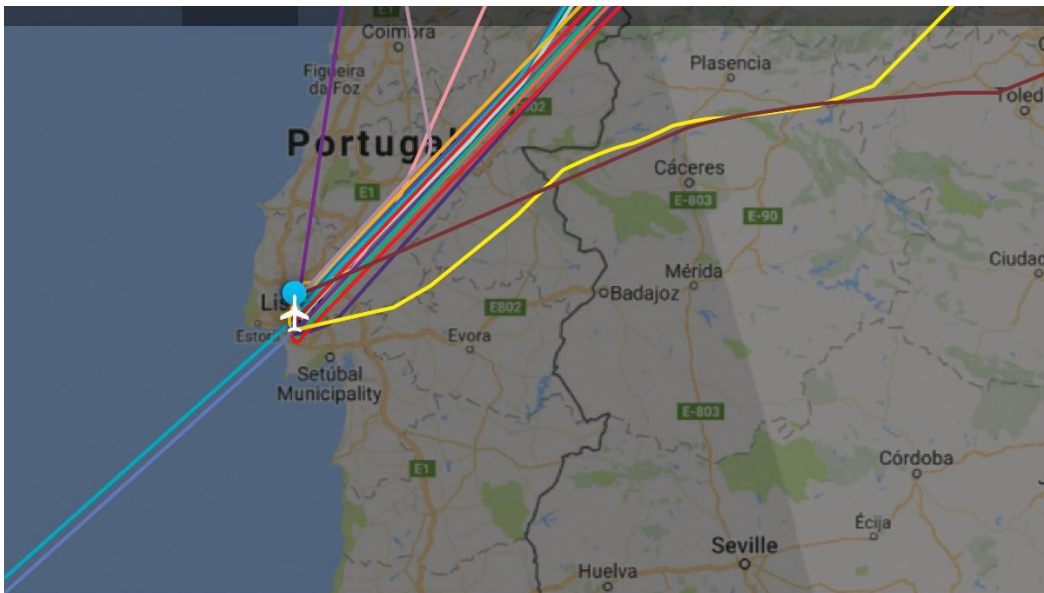 E1
Coimbra
Figueira
da Foz
Plasencia
Toled
Portugal
E802
Cáceres
E1
E-803
E-90
Mérida
Ciudad
Badajoz
Lis
E802
Estoril
Evora
Setúbal
Municipality
E-803
E1
Córdoba
Écija
Seville
Huelva